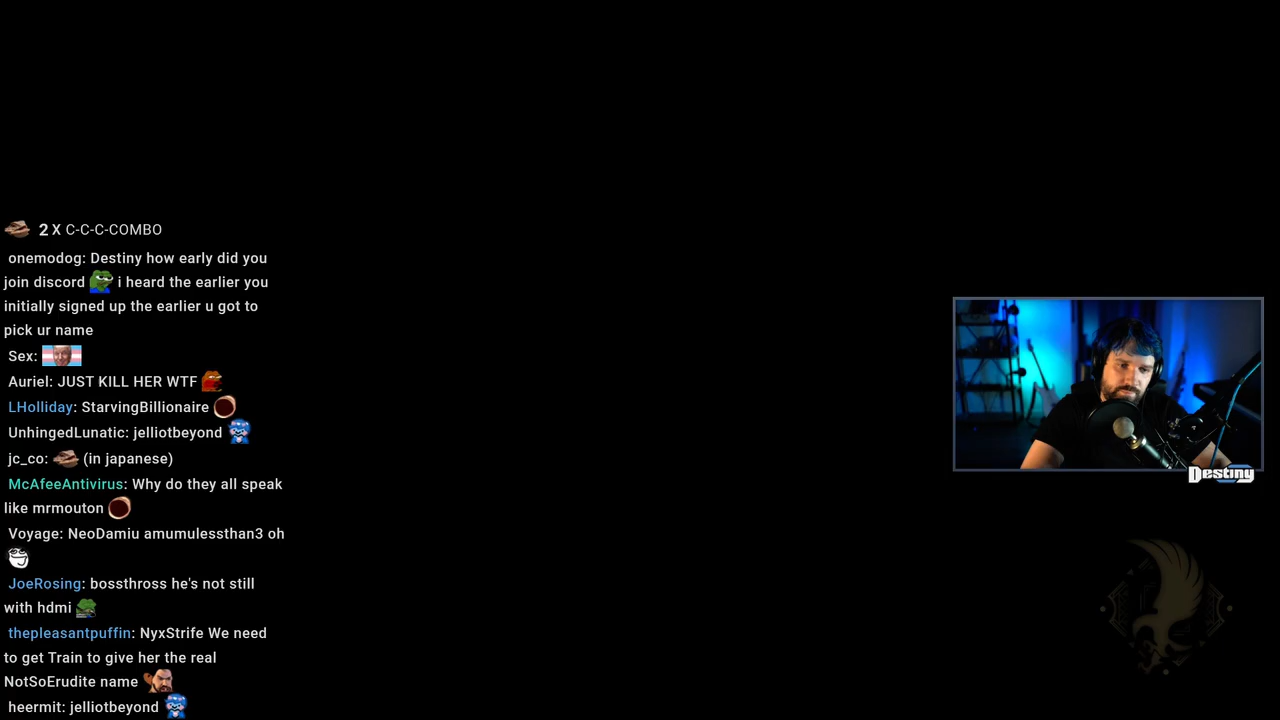 2 X C-C-C-COMBO
onemodog: Destiny how early did you
join discord i heard the earlier you
initially signed up the earlier u got to
pick ur name
Sex:
Auriel: JUST KILL HER WTF
LHolliday: StarvingBillionaire
UnhingedLunatic: jelliotbeyond
jc_co: (in japanese)
McAfeeAntivirus: Why do they all speak
like mrmouton
Voyage: NeoDamiu amumulessthan3 oh
JoeRosing: bossthross he's not still
with hdmi
thepleasantpuffin: NyxStrife We need
to get Train to give her the real
NotSoErudite name
heermit: jelliotbeyond
Destiny